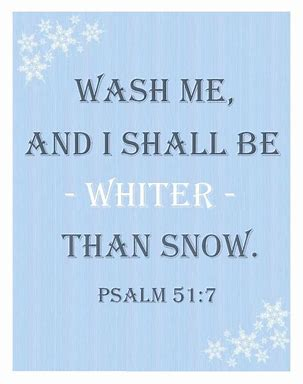 WASH ME,
AND I SHALL BE
- WHITER -
THAN SNOW.
PSALM 51:7